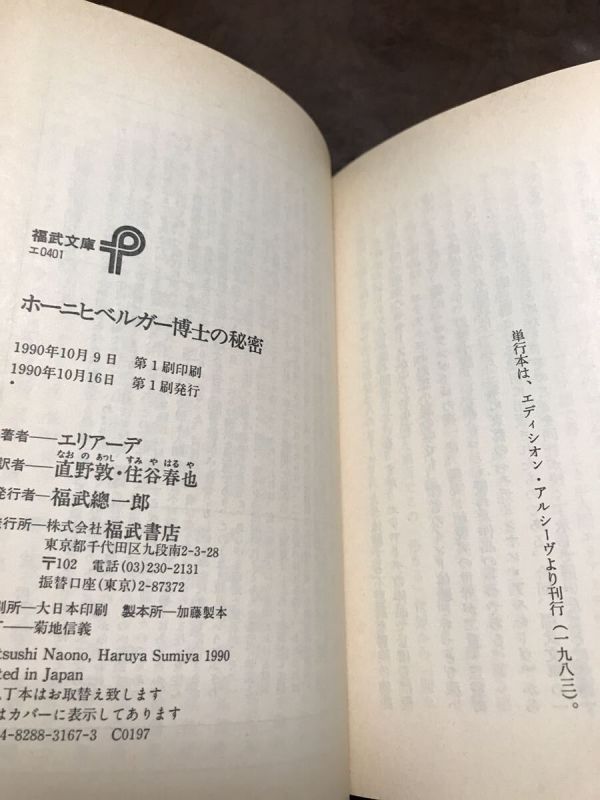 福武文庫
エ0401
ホーニヒベルガー博士の秘密
1990年10月9日 第1刷印刷
1990年10月16日 第1刷発行
著者──エリアーデ
なおのあつし すみやはるや
訳者──直野敦・住谷春也
発行者──福武總一郎
発行所──株式会社福武書店
東京都千代田区九段南2-3-28
〒102 電話(03)230-2131
振替口座(東京)2-87372
刷所──大日本印刷 製本所──加藤製本
丁──菊地信義
tsushi Naono, Haruya Sumiya 1990
ted in Japan
丁本はお取替え致します
はカバーに表示してあります
4-8288-3167-3 C0197
単行本は、エディシオン・アルシーヴより刊行(一九八三)。